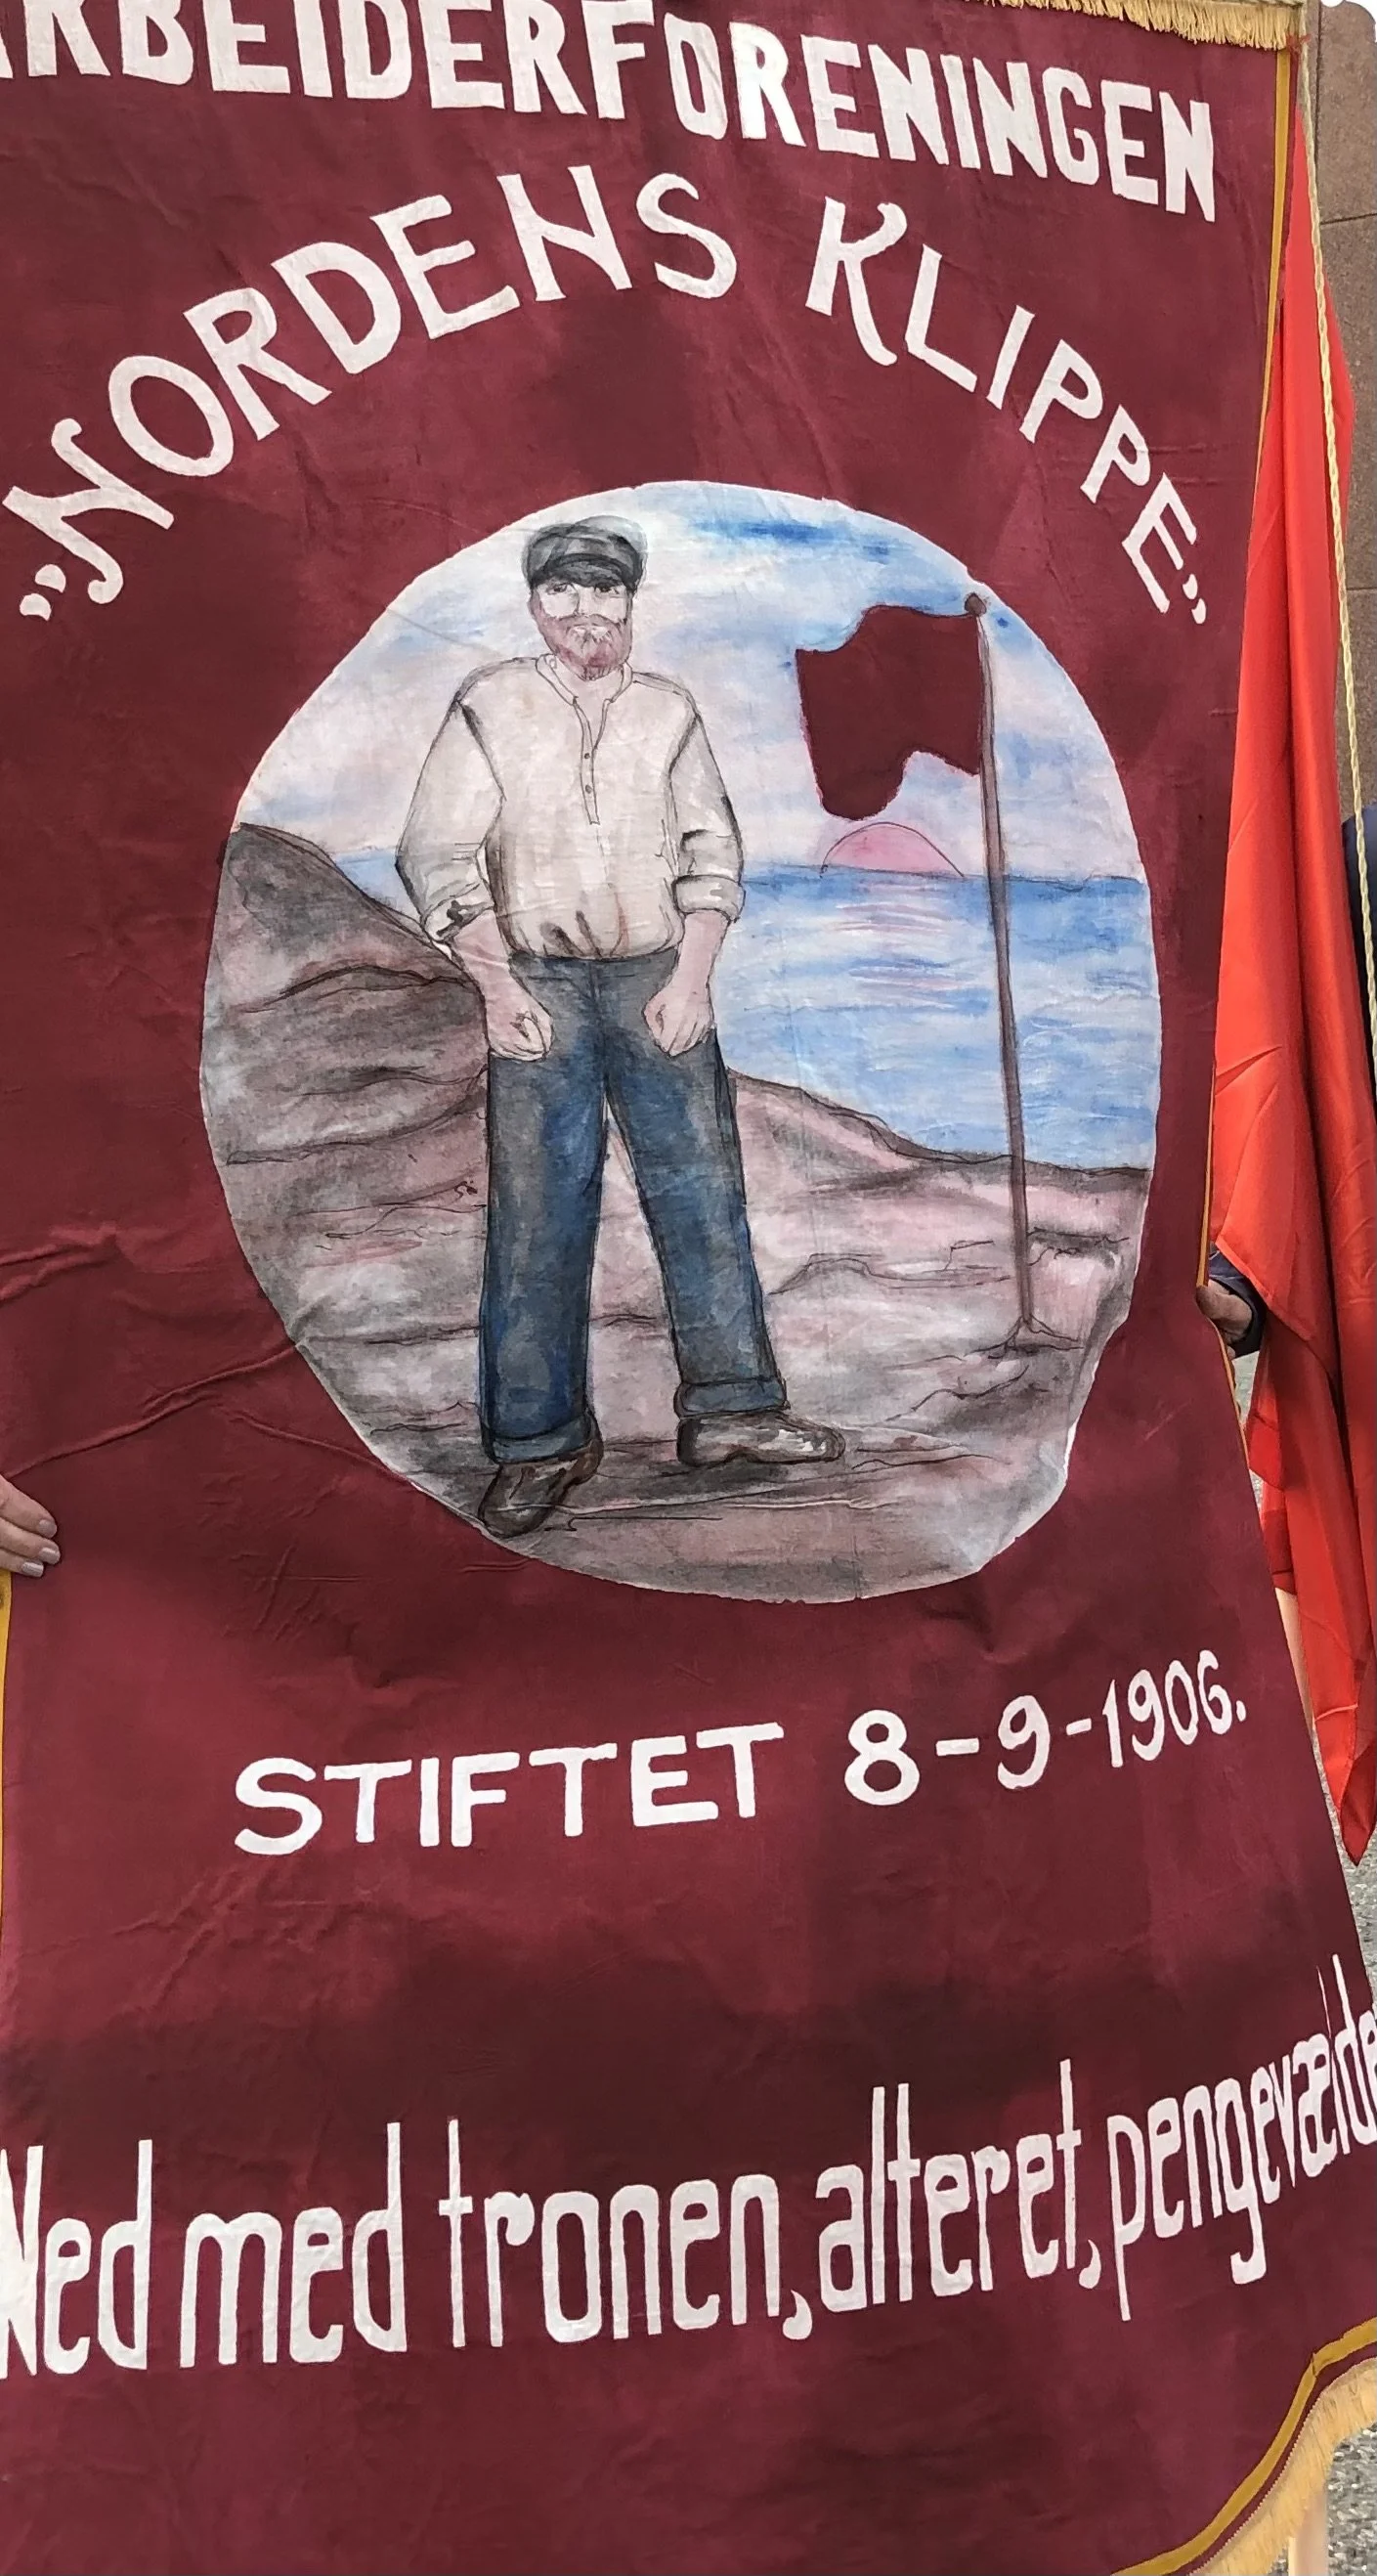 ARBEIDERFORENINGEN
"NORDENS KLIPPE"
STIFTET 8-9-1906.
Ned med tronen, alteret, pengevælde